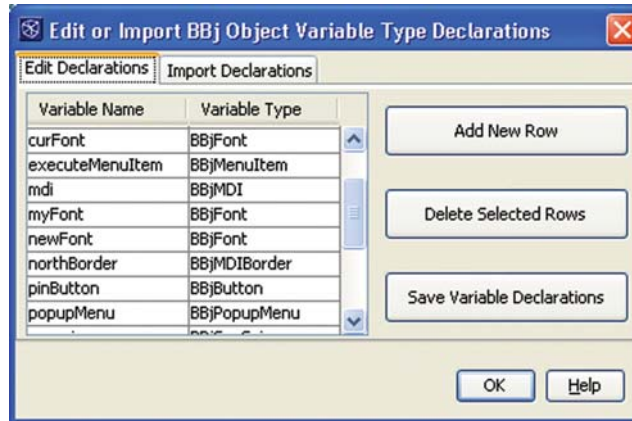 Edit or Import BBj Object Variable Type Declarations
Edit Declarations Import Declarations
Variable Name Variable Type
curFont BBjFont
executeMenuItem BBjMenuItem
mdi BBjMDI
myFont BBjFont
newFont BBjFont
northBorder BBjMDIBorder
pinButton BBjButton
popupMenu BBjPopupMenu
Add New Row
Delete Selected Rows
Save Variable Declarations
OK Help